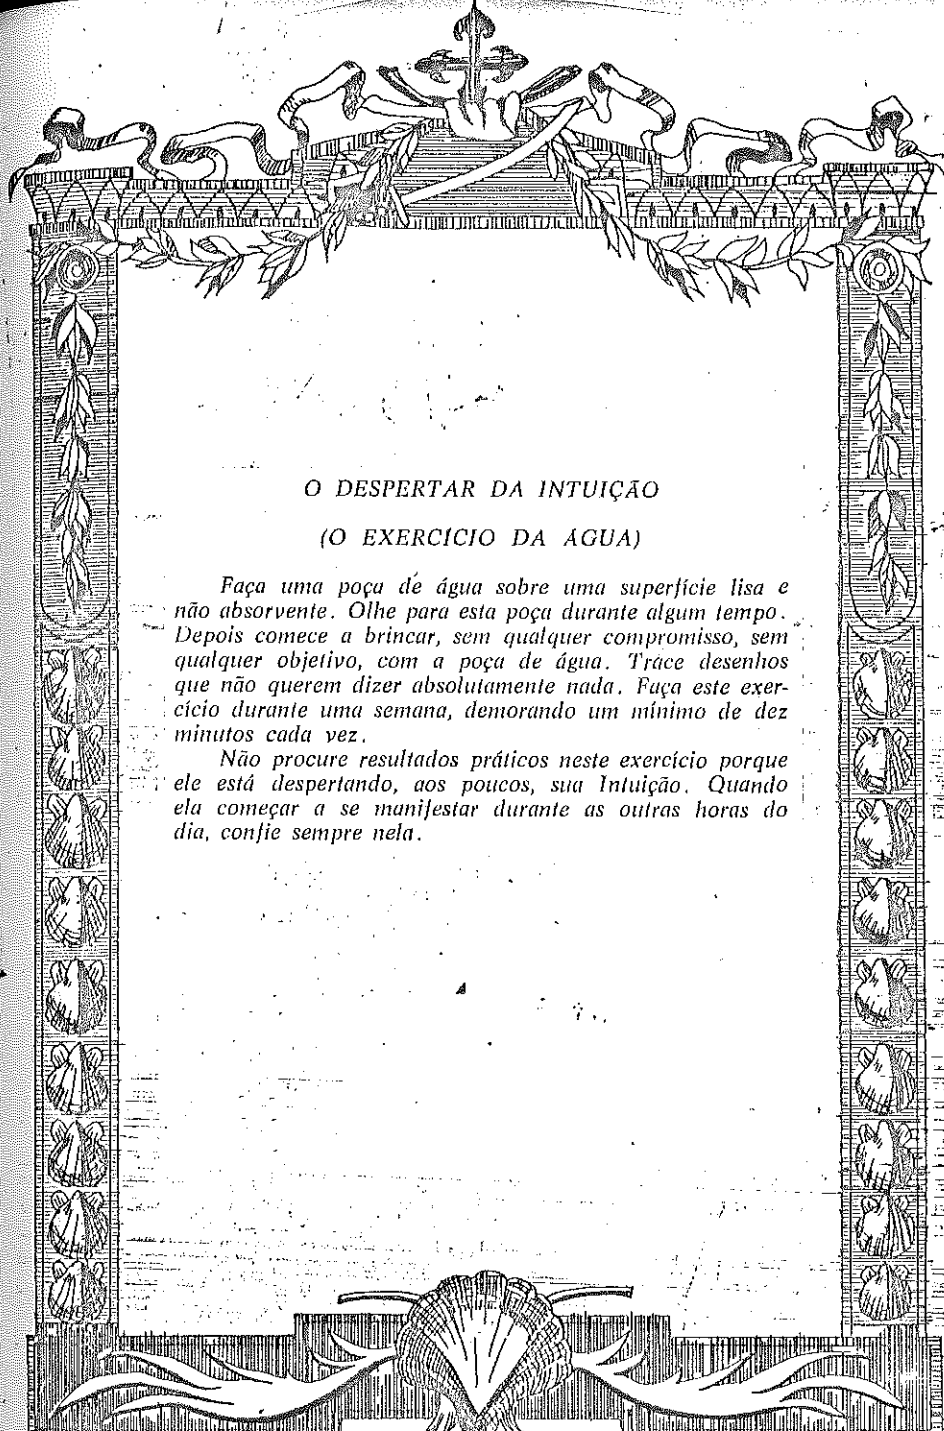 O DESPERTAR DA INTUIÇÃO
(O EXERCÍCIO DA ÁGUA)
Faça uma poça de água sobre uma superfície lisa e
não absorvente. Olhe para esta poça durante algum tempo.
Depois comece a brincar, sem qualquer compromisso, sem
qualquer objetivo, com a poça de água. Trace desenhos
que não querem dizer absolutamente nada. Faça este exer-
cício durante uma semana, demorando um mínimo de dez
minutos cada vez.
Não procure resultados práticos neste exercício porque
ele está despertando, aos poucos, sua Intuição. Quando
ela começar a se manifestar durante as outras horas do
dia, confie sempre nela.